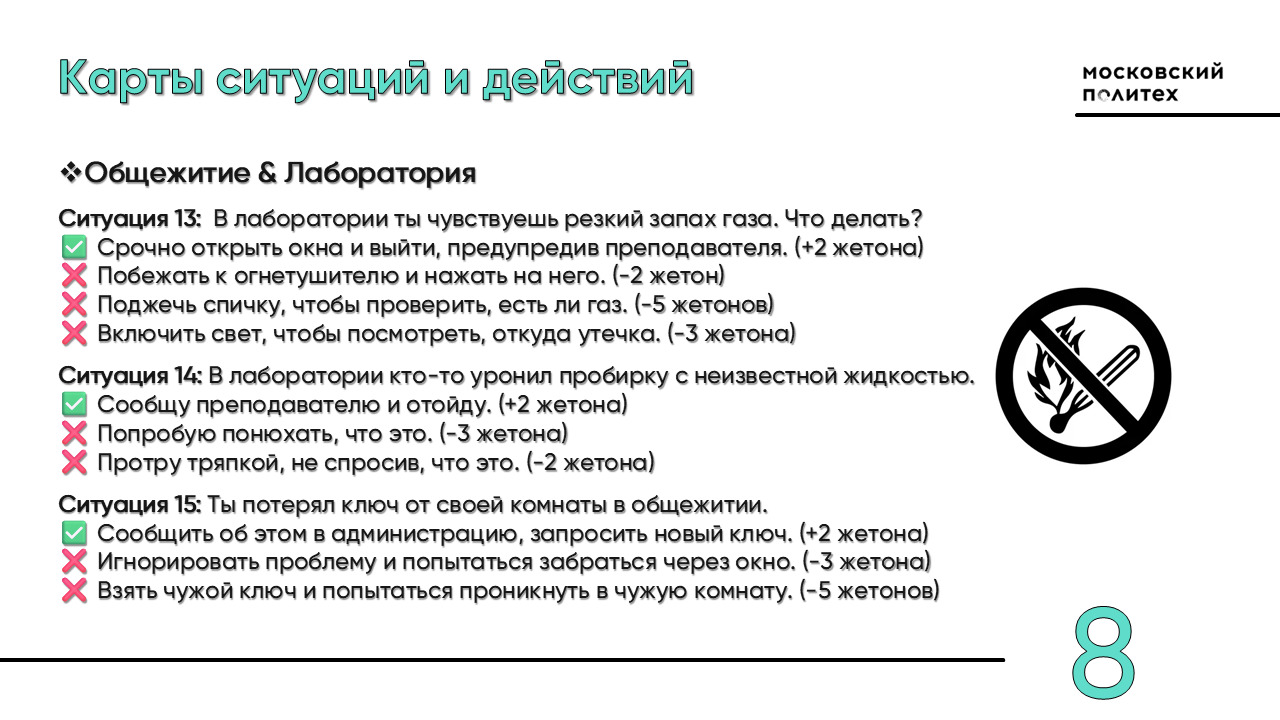 Карты ситуаций и действий
МОСКОВСКИЙ
ПОЛИТЕХ
❖Общежитие & Лаборатория
Ситуация 13: В лаборатории ты чувствуешь резкий запах газа. Что делать?
✅ Срочно открыть окна и выйти, предупредив преподавателя. (+2 жетона)
❌ Побежать к огнетушителю и нажать на него. (-2 жетон)
❌ Поджечь спичку, чтобы проверить, есть ли газ. (-5 жетонов)
❌ Включить свет, чтобы посмотреть, откуда утечка. (-3 жетона)
Ситуация 14: В лаборатории кто-то уронил пробирку с неизвестной жидкостью.
✅ Сообщу преподавателю и отойду. (+2 жетона)
❌ Попробую понюхать, что это. (-3 жетона)
❌ Протру тряпкой, не спросив, что это. (-2 жетона)
Ситуация 15: Ты потерял ключ от своей комнаты в общежитии.
✅ Сообщить об этом в администрацию, запросить новый ключ. (+2 жетона)
❌ Игнорировать проблему и попытаться забраться через окно. (-3 жетона)
❌ Взять чужой ключ и попытаться проникнуть в чужую комнату. (-5 жетонов)
8